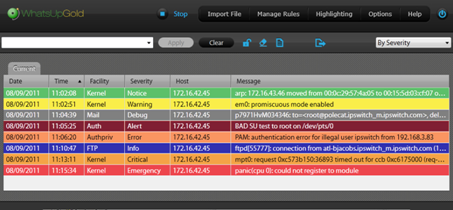 WhatsUpGold
Stop Import File Manage Rules Highlighting Options Help
Apply Clear By Severity
Date Time Facility Severity Host Message
08/09/2011 11:02:08 Kernel Notice 172.16.42.45 arp: 172.16.43.46 moved from 00:0c:29:57:4a:05 to 00:15:5d:03:cf:07 o...
08/09/2011 11:02:51 Kernel Warning 172.16.42.45 em0: promiscuous mode enabled
08/09/2011 11:04:39 Mail Debug 172.16.42.45 p7971HvM034346: to=<root@polecat.ipswitch_m.ipswitch.com>, del...
08/09/2011 11:05:25 Auth Alert 172.16.42.45 BAD SU test to root on /dev/pts/0
08/09/2011 11:06:20 Authpriv Error 172.16.42.45 PAM: authentication error for illegal user ipswitch from 192.168.3.83
08/09/2011 11:10:47 FTP Info 172.16.42.45 ftpd[55777]: connection from atl-bjacobs.ipswitch_m.ipswitch.com (1...
08/09/2011 11:13:11 Kernel Critical 172.16.42.45 mpt0: request 0xc573b150:36893 timed out for ccb 0xc6175000 (req-...
08/09/2011 11:15:34 Kernel Emergency 172.16.42.45 panic(cpu 0): could not register to module